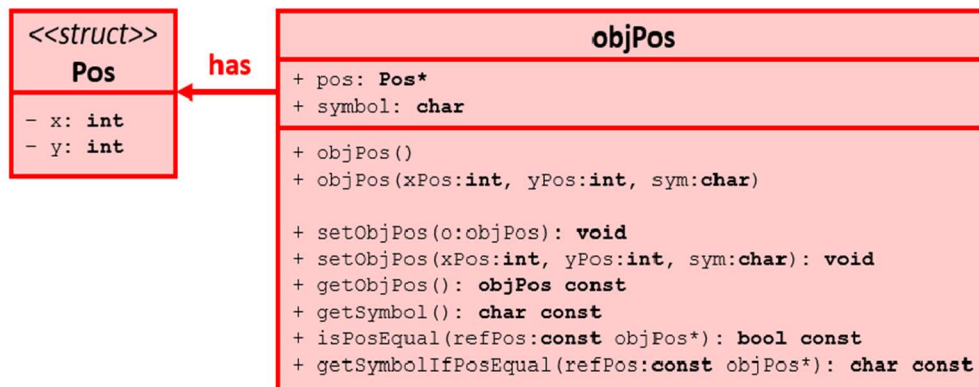 <<struct>>
Pos
- x: int
- y: int
has
objPos
+ pos: Pos*
+ symbol: char
+ objPos()
+ objPos(xPos:int, yPos:int, sym:char)
+ setObjPos(o:objPos): void
+ setObjPos(xPos:int, yPos:int, sym:char): void
+ getObjPos(): objPos const
+ getSymbol(): char const
+ isPosEqual(refPos:const objPos*): bool const
+ getSymbolIfPosEqual(refPos:const objPos*): char const